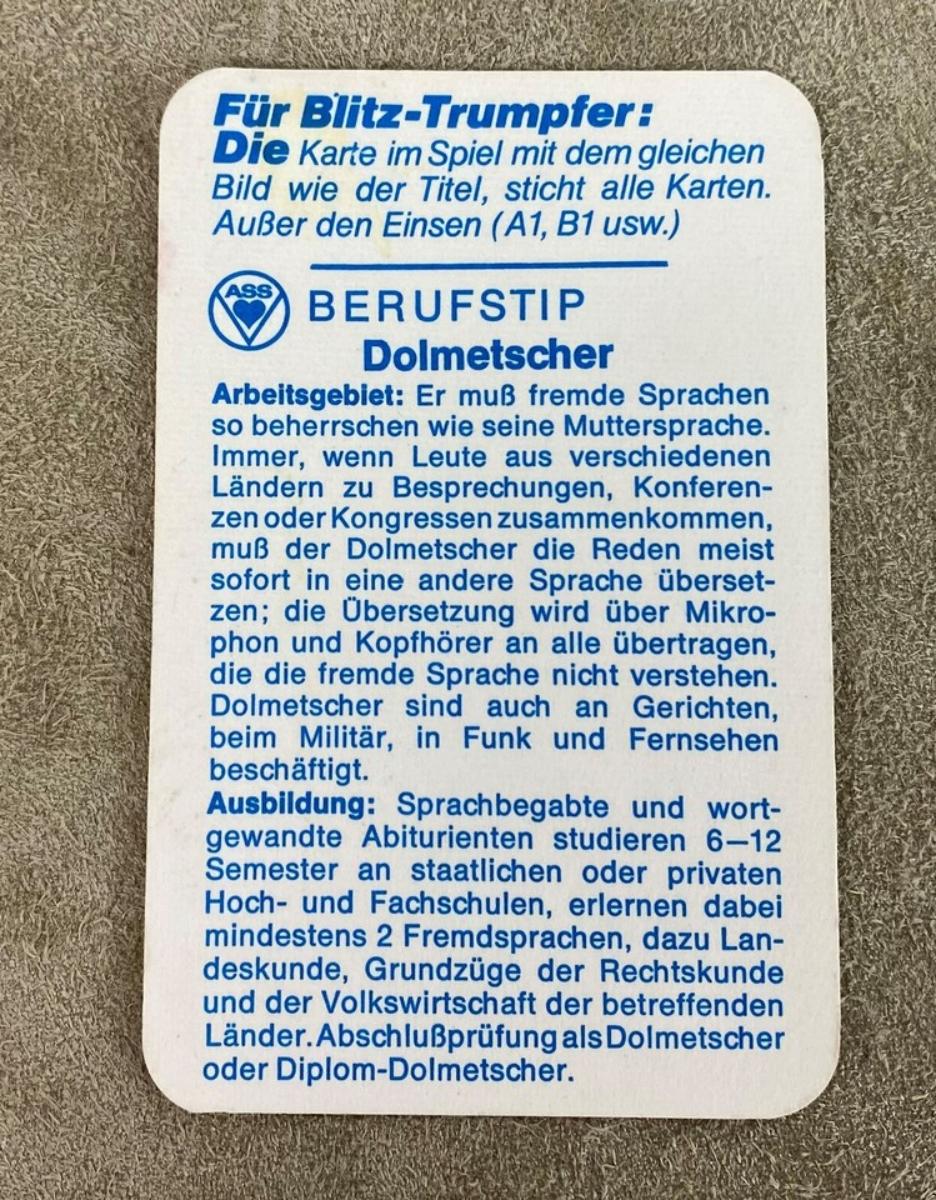 Für Blitz-Trumpfer:
Die Karte im Spiel mit dem gleichen
Bild wie der Titel, sticht alle Karten.
Außer den Einsen (A1, B1 usw.)
ASS
BERUFSTIP
Dolmetscher
Arbeitsgebiet: Er muß fremde Sprachen
so beherrschen wie seine Muttersprache.
Immer, wenn Leute aus verschiedenen
Ländern zu Besprechungen, Konferen-
zen oder Kongressen zusammenkommen,
muß der Dolmetscher die Reden meist
sofort in eine andere Sprache überset-
zen; die Übersetzung wird über Mikro-
phon und Kopfhörer an alle übertragen,
die die fremde Sprache nicht verstehen.
Dolmetscher sind auch an Gerichten,
beim Militär, in Funk und Fernsehen
beschäftigt.
Ausbildung: Sprachbegabte und wort-
gewandte Abiturienten studieren 6—12
Semester an staatlichen oder privaten
Hoch- und Fachschulen, erlernen dabei
mindestens 2 Fremdsprachen, dazu Lan-
deskunde, Grundzüge der Rechtskunde
und der Volkswirtschaft der betreffenden
Länder. Abschlußprüfung als Dolmetscher
oder Diplom-Dolmetscher.